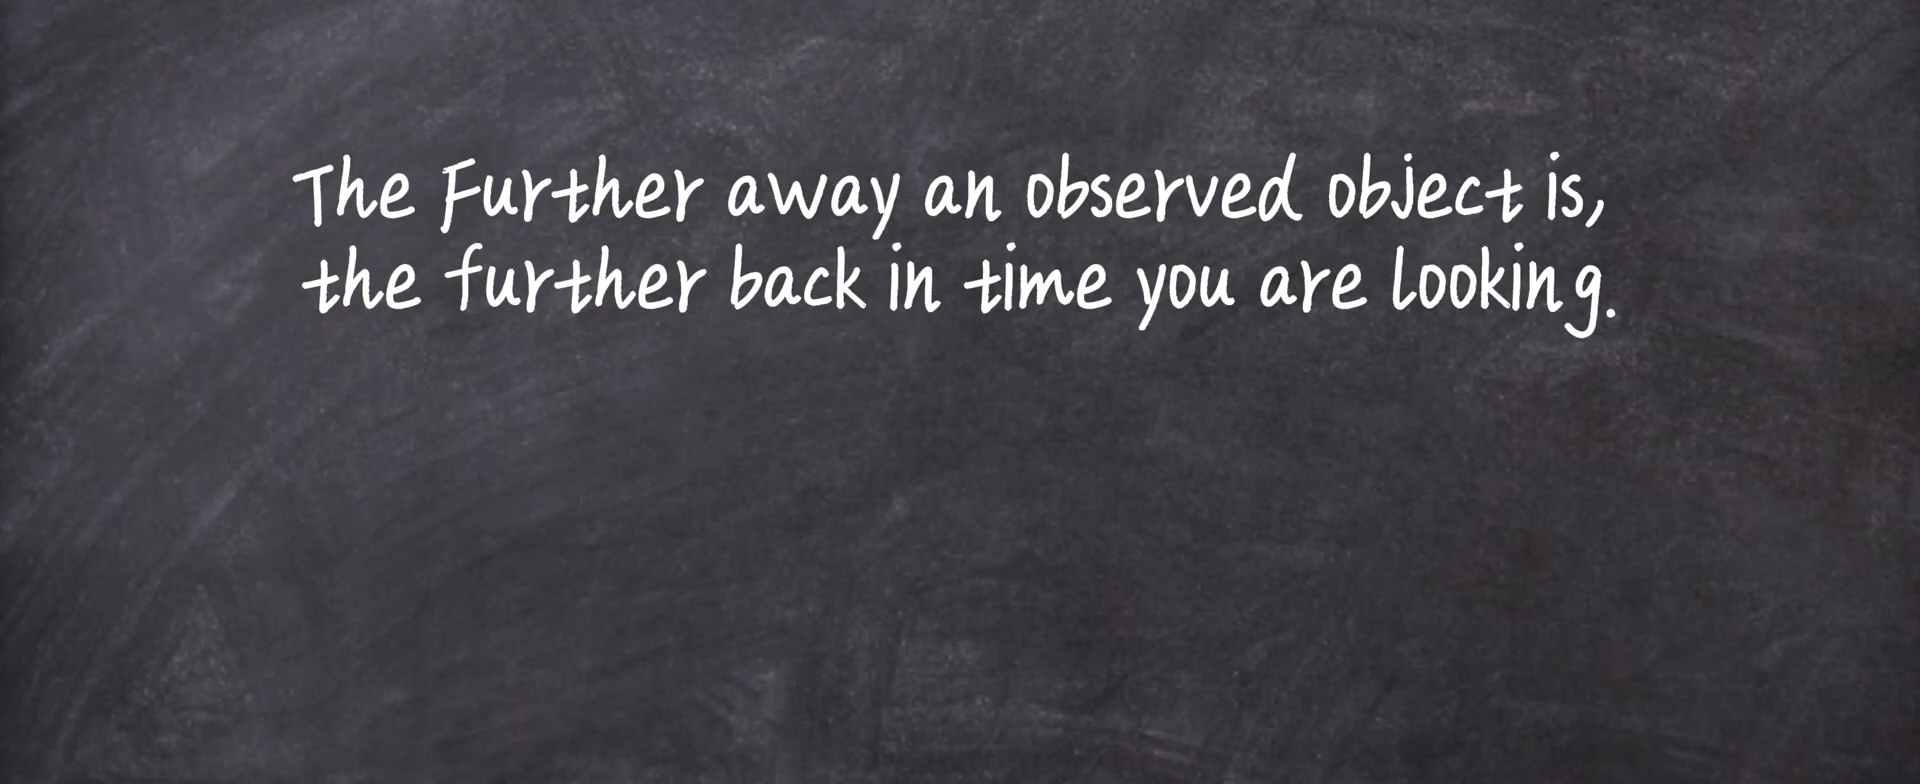 The Further away an observed object is,
the further back in time you are looking.